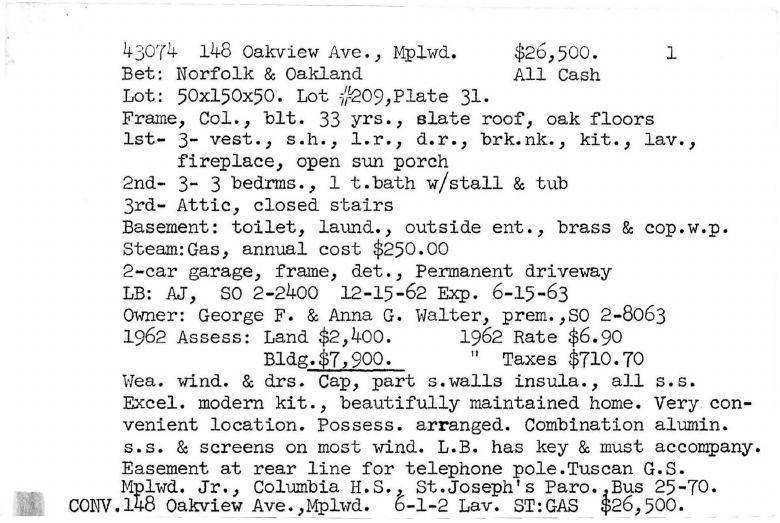 43074 148 Oakview Ave., Mplwd. $26,500. 1
Bet: Norfolk & Oakland All Cash
Lot: 50x150x50. Lot #209,Plate 31.
Frame, Col., blt. 33 yrs., slate roof, oak floors
1st- 3- vest., s.h., l.r., d.r., brk.nk., kit., lav.,
fireplace, open sun porch
2nd- 3- 3 bedrms., 1 t.bath w/stall & tub
3rd- Attic, closed stairs
Basement: toilet, laund., outside ent., brass & cop.w.p.
Steam:Gas, annual cost $250.00
2-car garage, frame, det., Permanent driveway
LB: AJ, SO 2-2400 12-15-62 Exp. 6-15-63
Owner: George F. & Anna G. Walter, prem.,SO 2-8063
1962 Assess: Land $2,400. 1962 Rate $6.90
Bldg.$7,900. " Taxes $710.70
Wea. wind. & drs. Cap, part s.walls insula., all s.s.
Excel. modern kit., beautifully maintained home. Very con-
venient location. Possess. arranged. Combination alumin.
s.s. & screens on most wind. L.B. has key & must accompany.
Easement at rear line for telephone pole.Tuscan G.S.
Mplwd. Jr., Columbia H.S., St.Joseph's Paro.,Bus 25-70.
CONV.148 Oakview Ave.,Mplwd. 6-1-2 Lav. ST:GAS $26,500.